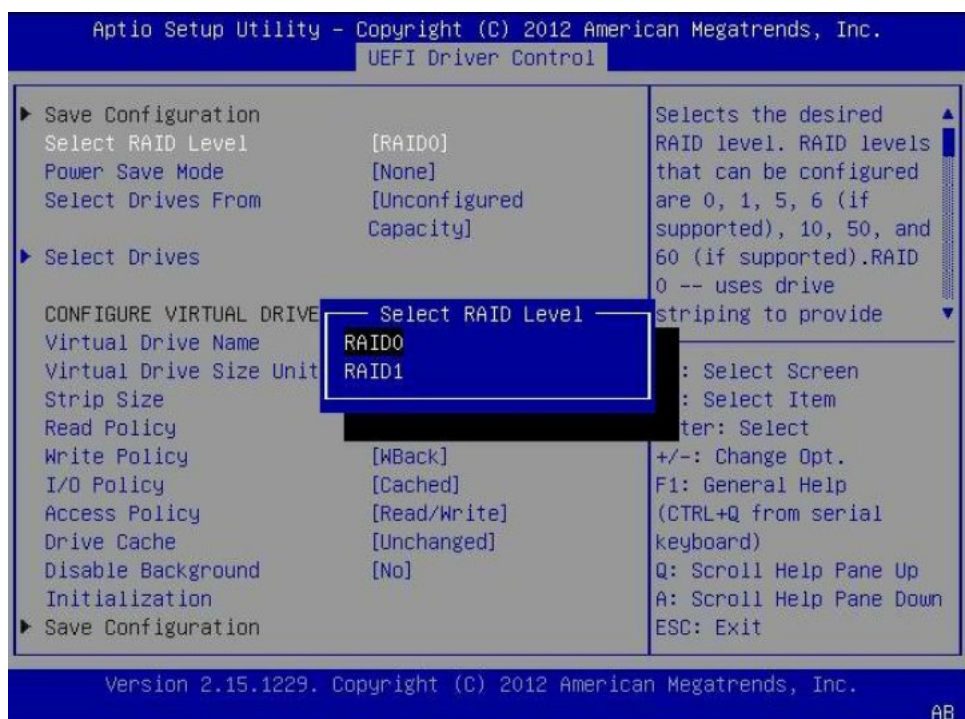 Aptio Setup Utility – Copyright (C) 2012 American Megatrends, Inc.
UEFI Driver Control
Save Configuration
Select RAID Level [RAID0]
Power Save Mode [None]
Select Drives From [Unconfigured
Capacity]
Select Drives
CONFIGURE VIRTUAL DRIVE
Virtual Drive Name
Virtual Drive Size Unit
Strip Size
Read Policy
Write Policy [WBack]
I/O Policy [Cached]
Access Policy [Read/Write]
Drive Cache [Unchanged]
Disable Background [No]
Initialization
Save Configuration
Select RAID Level
RAID0
RAID1
Selects the desired
RAID level. RAID levels
that can be configured
are 0, 1, 5, 6 (if
supported), 10, 50, and
60 (if supported).RAID
0 -- uses drive
striping to provide
: Select Screen
: Select Item
ter: Select
+/-: Change Opt.
F1: General Help
(CTRL+Q from serial
keyboard)
Q: Scroll Help Pane Up
A: Scroll Help Pane Down
ESC: Exit
Version 2.15.1229. Copyright (C) 2012 American Megatrends, Inc.
AB